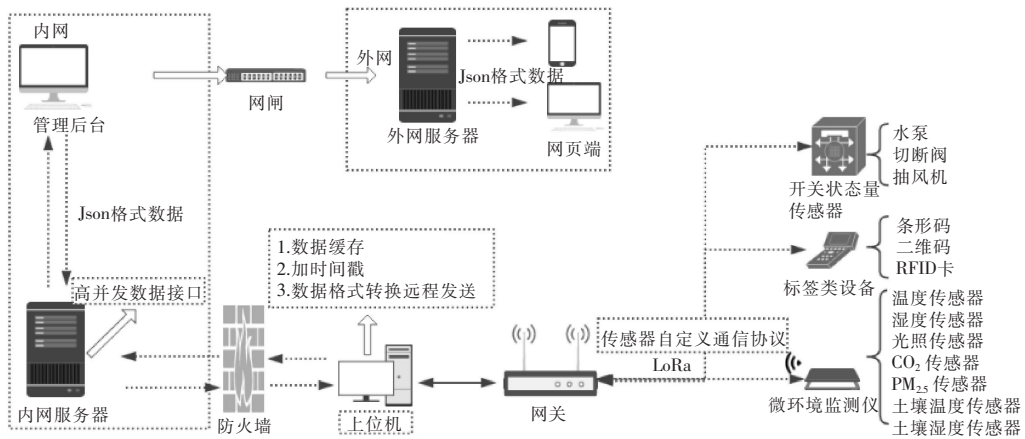 内网
管理后台
Json格式数据
高并发数据接口
内网服务器
网闸
外网
外网服务器
Json格式数据
网页端
防火墙
1.数据缓存
2.加时间戳
3.数据格式转换远程发送
上位机
网关
传感器自定义通信协议
LoRa
开关状态量
传感器
水泵
切断阀
抽风机
标签类设备
条形码
二维码
RFID卡
微环境监测仪
温度传感器
湿度传感器
光照传感器
CO₂ 传感器
PM₂.₅ 传感器
土壤温度传感器
土壤湿度传感器